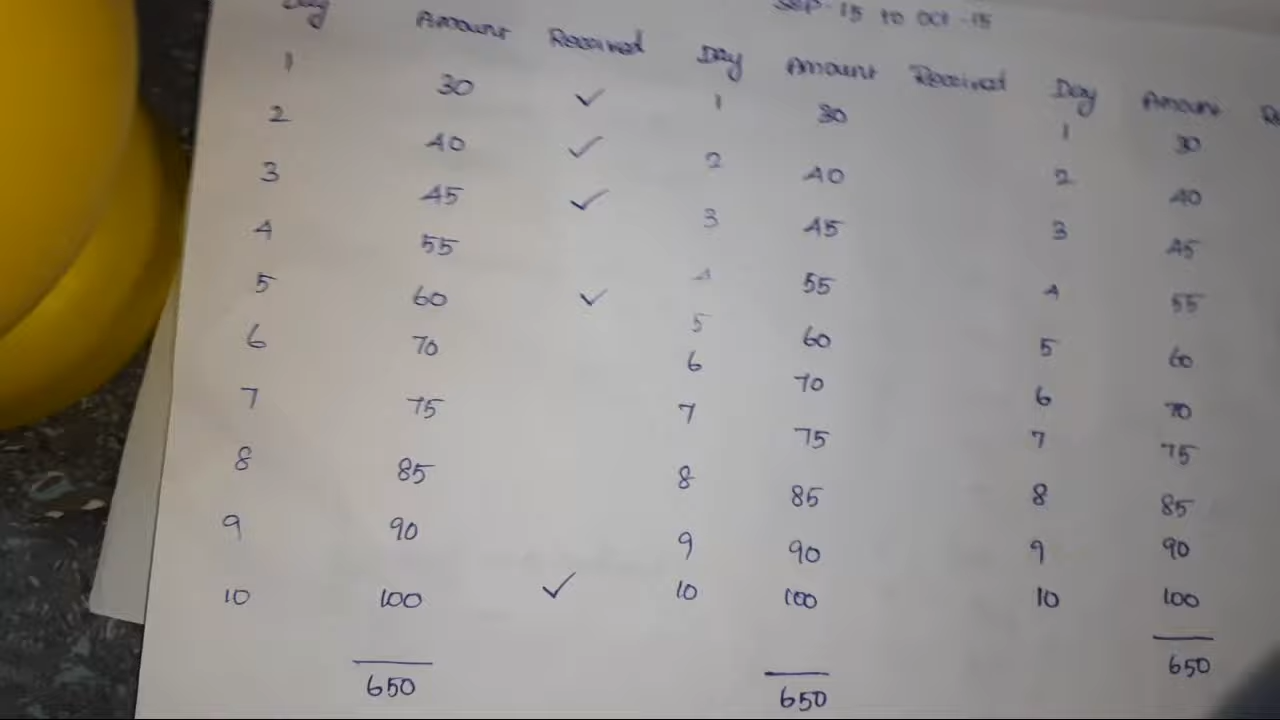 Sep-15 to Oct-15
Day Amount Received Day Amount Received Day Amount
1 30 ✓ 1 30 1 30
2 40 ✓ 2 40 2 40
3 45 ✓ 3 45 3 45
4 55 4 55 4 55
5 60 ✓ 5 60 5 60
6 70 6 70 6 70
7 75 7 75 7 75
8 85 8 85 8 85
9 90 9 90 9 90
10 100 ✓ 10 100 10 100
650 650 650